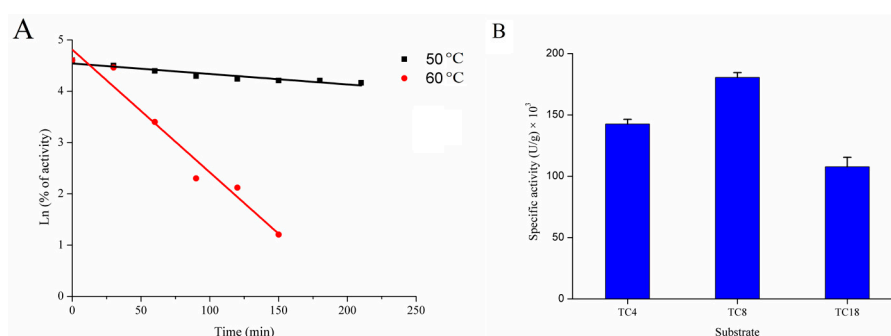 A
5
4
3
2
1
0
Ln (% of activity)
0
50
100
150
200
250
Time (min)
50 °C
60 °C
B
200
150
100
50
0
Specific activity (U/g) × 10³
TC4
TC8
TC18
Substrate